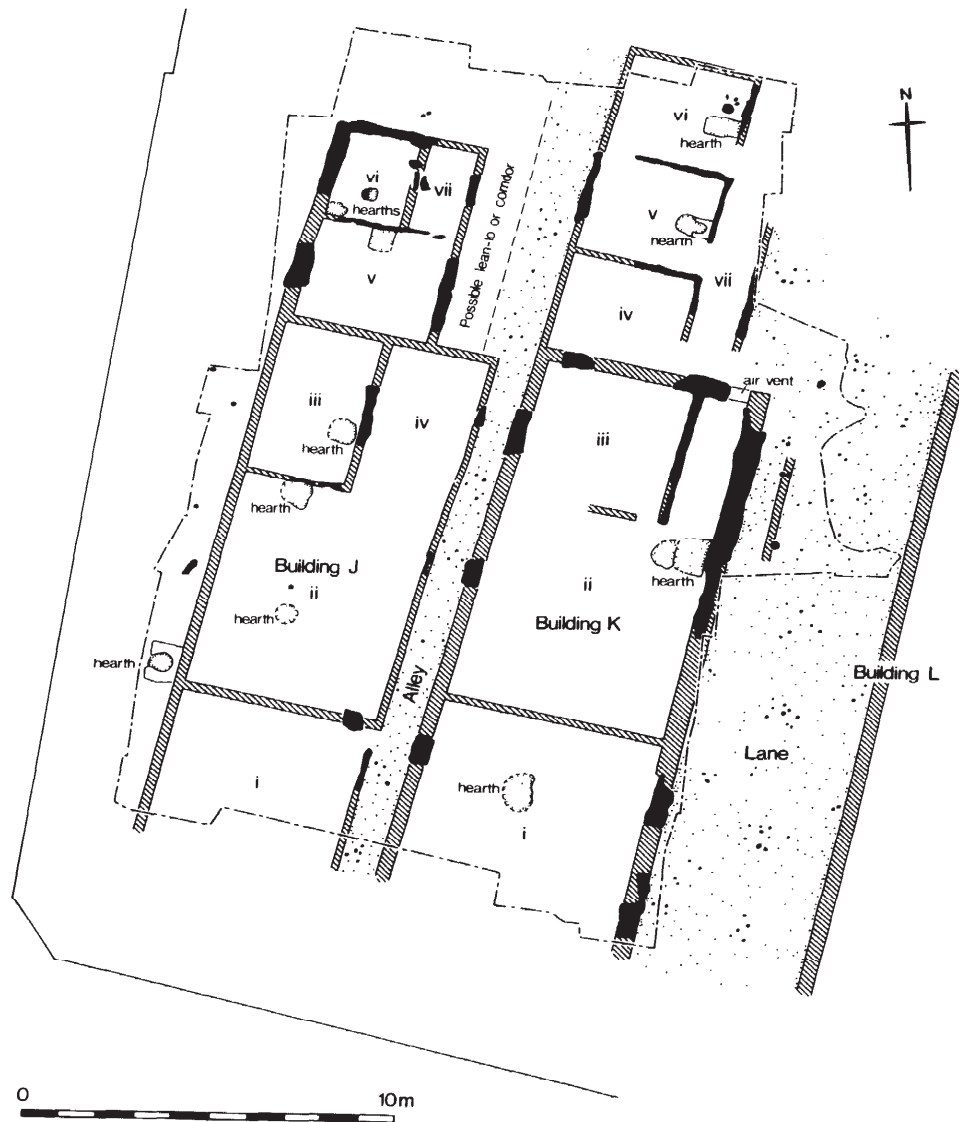 N
vi
hearth
vi
vii
hearths
v
hearth
v
vii
Possible lean-to or corridor
iv
air vent
iii
hearth
iv
iii
hearth
hearth
Building J
ii
hearth
ii
Building K
hearth
Building L
Alley
Lane
i
hearth
i
0
10m